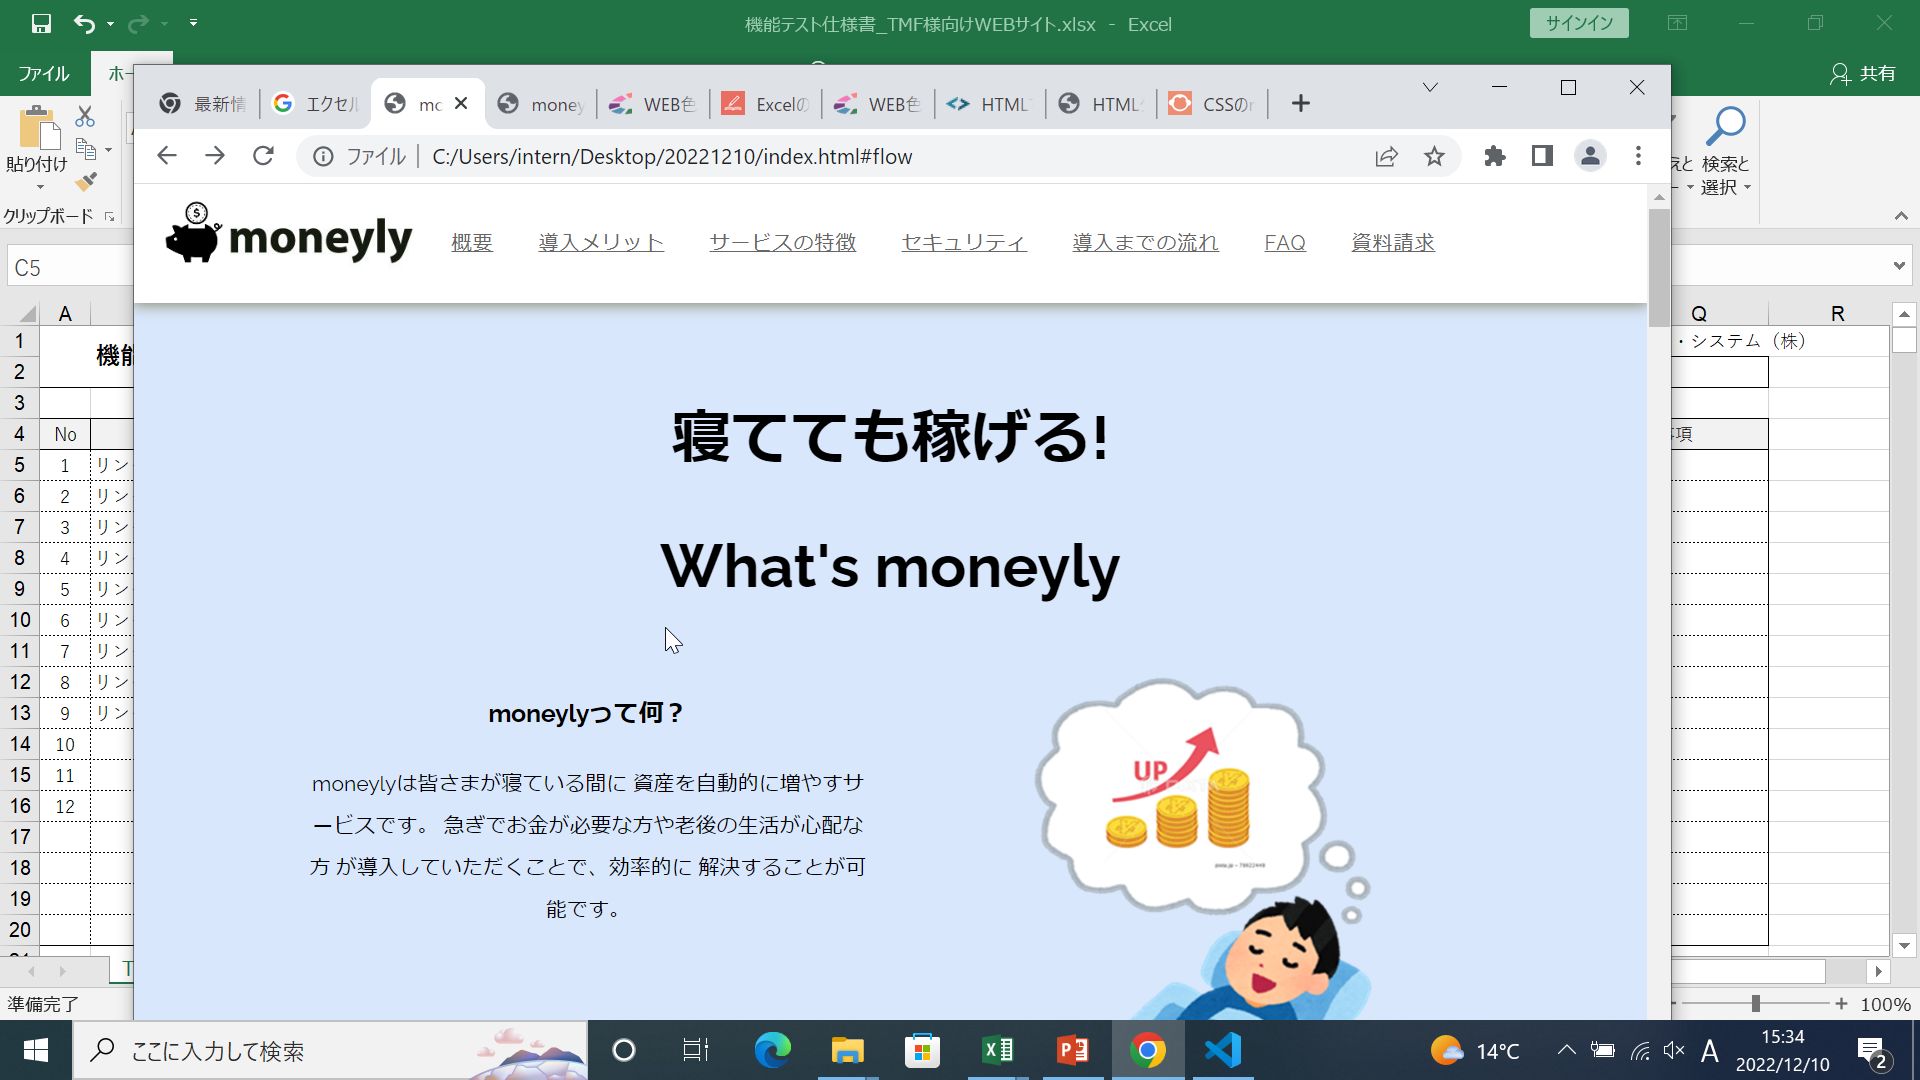 機能テスト仕様書_TMF様向けWEBサイト.xlsx - Excel
サインイン
ファイル
ホー
共有
最新情
エクセル
mo
money
WEB色
Excelの
WEB色
HTML
HTML
CSSの
ファイル
C:/Users/intern/Desktop/20221210/index.html#flow
貼り付け
クリップボード
えと
検索と
選択
C5
moneyly
概要
導入メリット
サービスの特徴
セキュリティ
導入までの流れ
FAQ
資料請求
A
Q
R
1
機能
・システム（株）
2
3
4
No
項
5
1
リン
6
2
リン
7
3
リン
8
4
リン
9
5
リン
10
6
リン
11
7
リン
12
8
リン
13
9
リン
14
10
15
11
16
12
17
18
19
20
寝てても稼げる!
What's moneyly
moneylyって何？
moneylyは皆さまが寝ている間に 資産を自動的に増やすサ
ービスです。 急ぎでお金が必要な方や老後の生活が心配な
方 が導入していただくことで、効率的に 解決することが可
能です。
UP
T
準備完了
100%
ここに入力して検索
14°C
A
15:34
2022/12/10
2